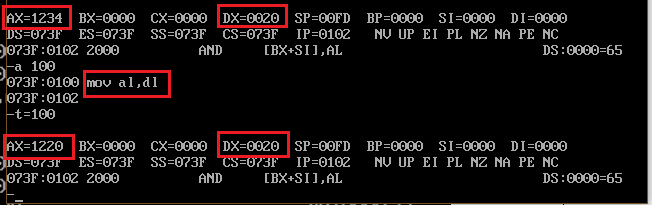 AX=1234 BX=0000 CX=0000 DX=0020 SP=00FD BP=0000 SI=0000 DI=0000
DS=073F ES=073F SS=073F CS=073F IP=0102 NV UP EI PL NZ NA PE NC
073F:0102 2000 AND [BX+SI],AL DS:0000=65
-a 100
073F:0100 mov al,dl
073F:0102
-t=100
AX=1220 BX=0000 CX=0000 DX=0020 SP=00FD BP=0000 SI=0000 DI=0000
DS=073F ES=073F SS=073F CS=073F IP=0102 NV UP EI PL NZ NA PE NC
073F:0102 2000 AND [BX+SI],AL DS:0000=65
-